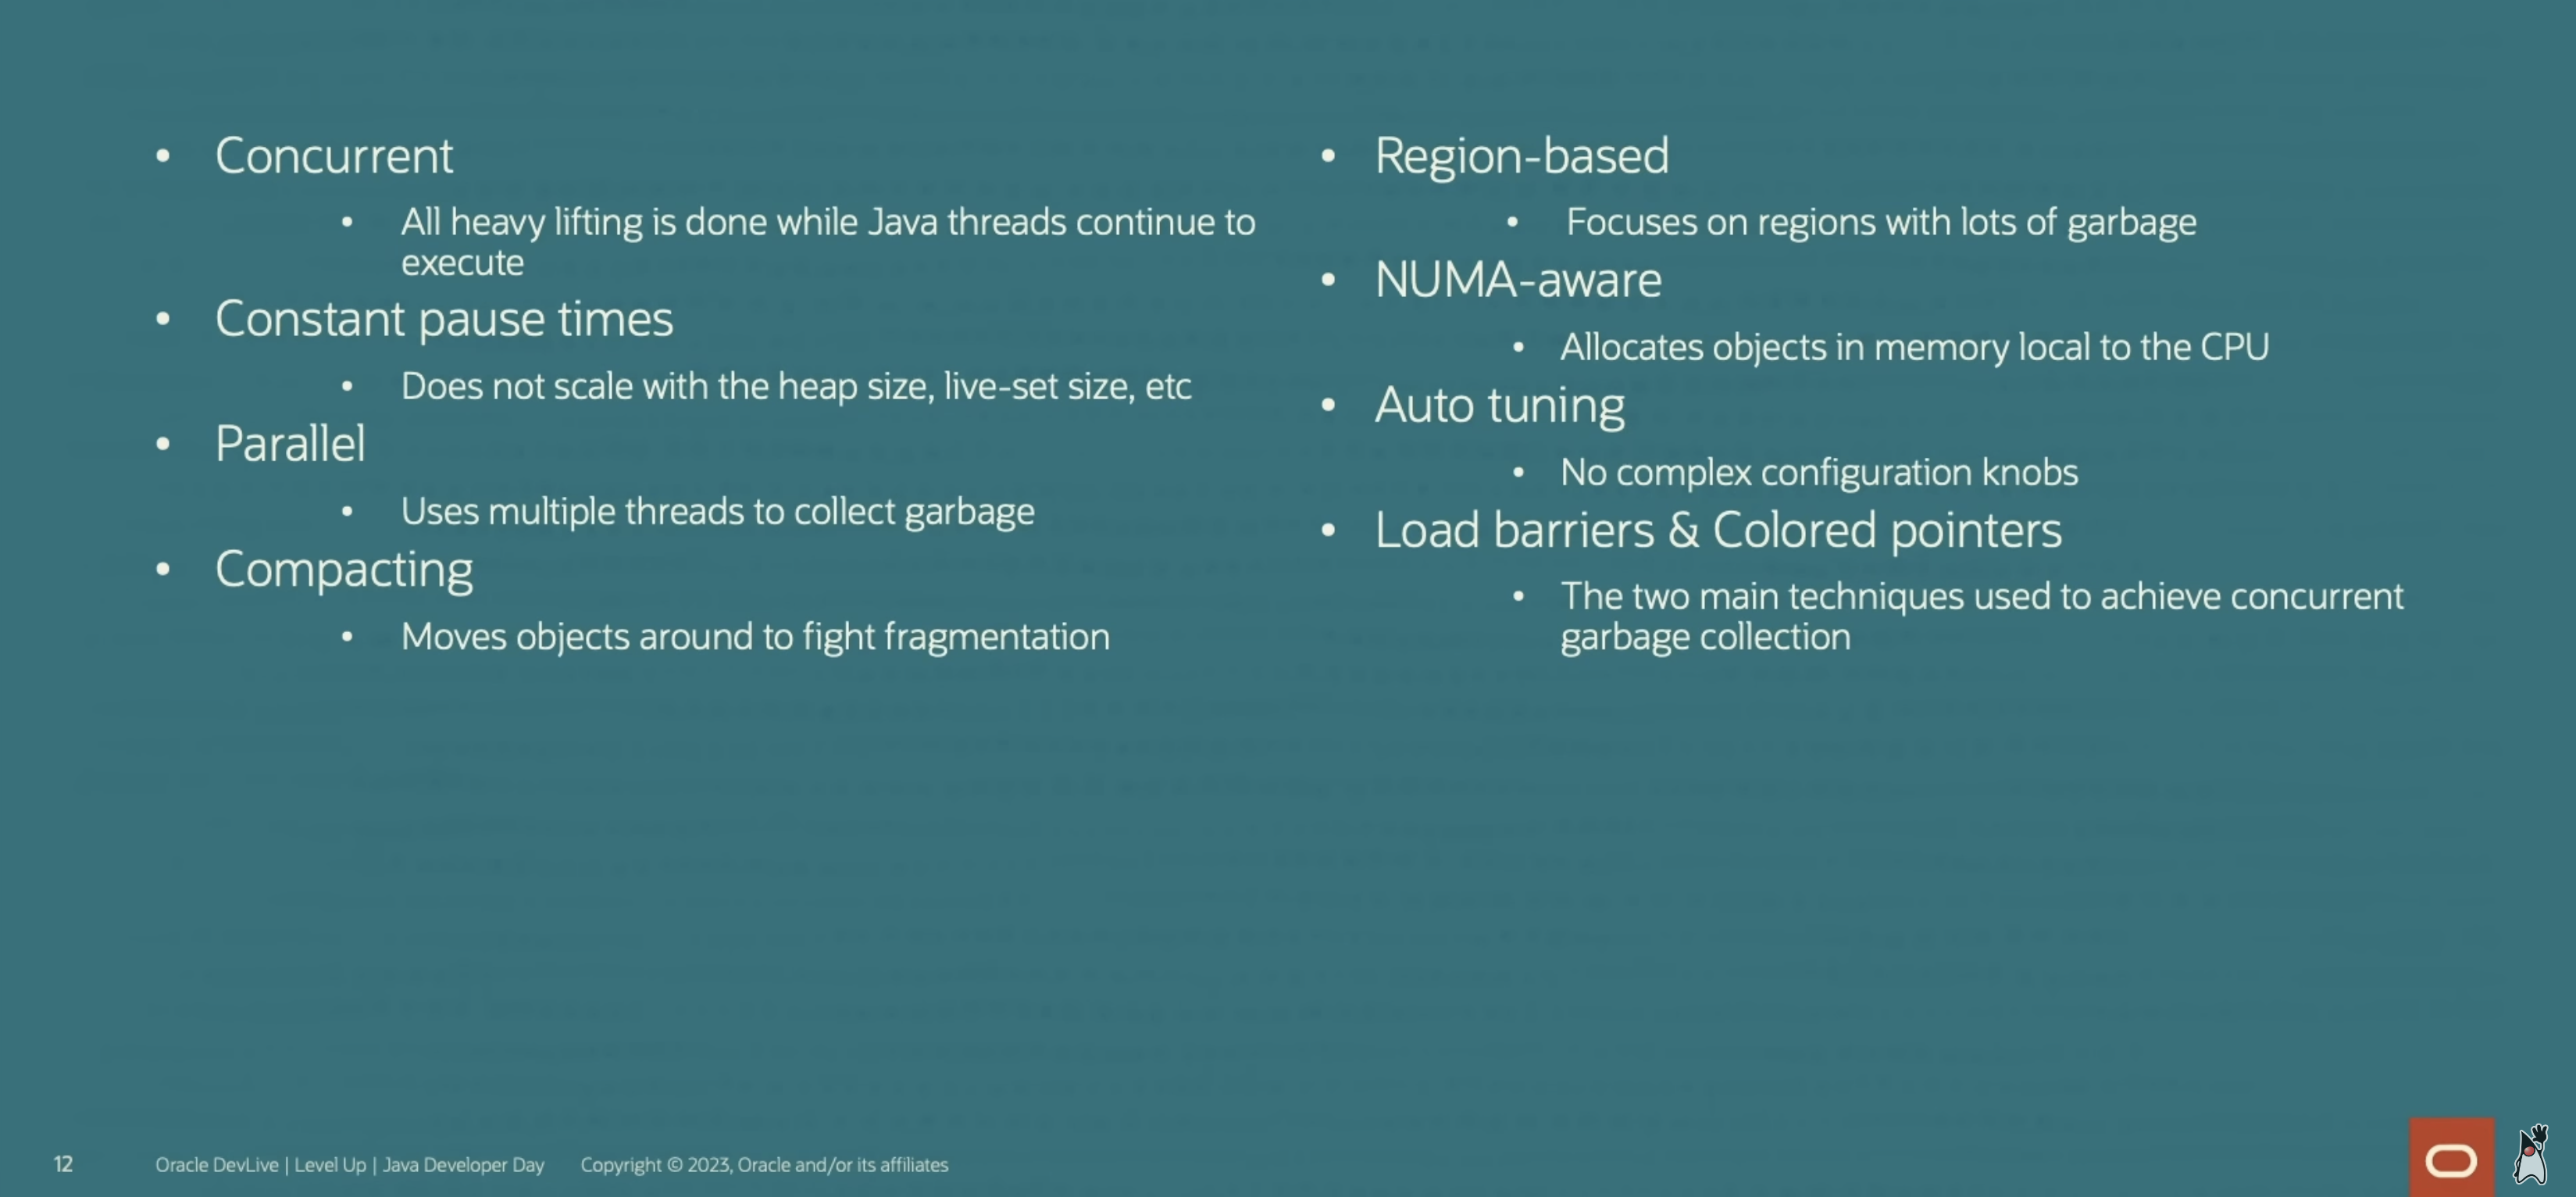 • Concurrent
• All heavy lifting is done while Java threads continue to
execute
• Constant pause times
• Does not scale with the heap size, live-set size, etc
• Parallel
• Uses multiple threads to collect garbage
• Compacting
• Moves objects around to fight fragmentation
• Region-based
• Focuses on regions with lots of garbage
• NUMA-aware
• Allocates objects in memory local to the CPU
• Auto tuning
• No complex configuration knobs
• Load barriers & Colored pointers
• The two main techniques used to achieve concurrent
garbage collection
12 Oracle DevLive | Level Up | Java Developer Day Copyright © 2023, Oracle and/or its affiliates